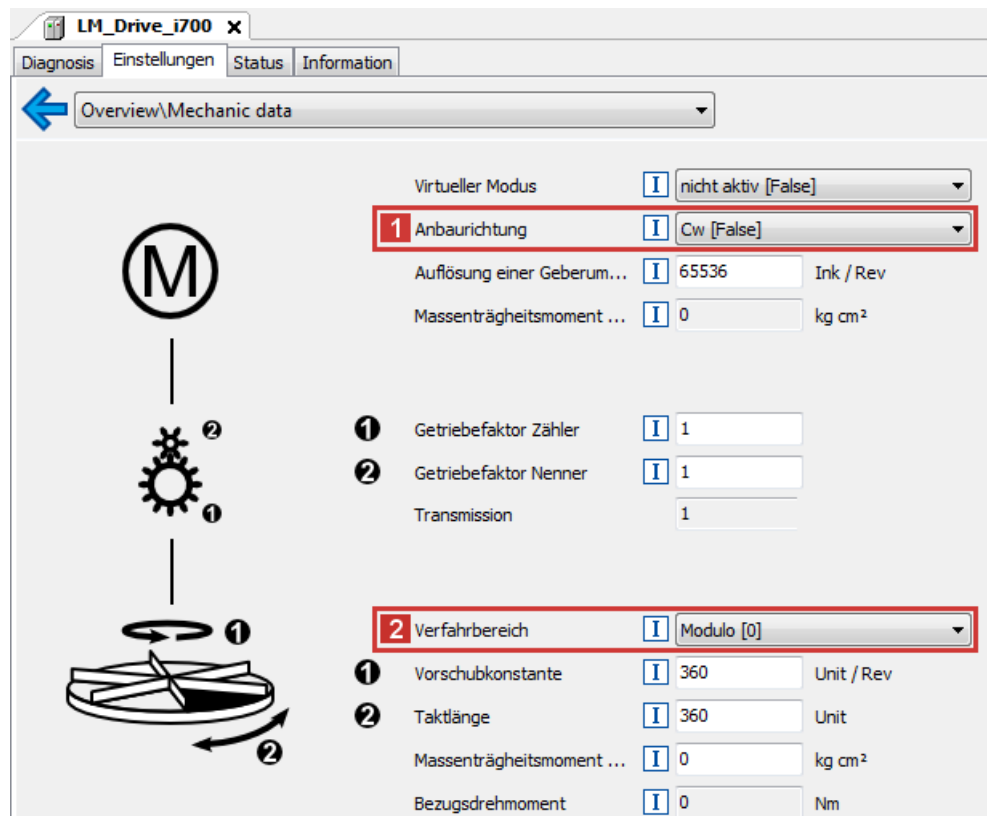 LM_Drive_i700 x
Diagnosis Einstellungen Status Information
Overview\Mechanic data
Virtueller Modus I nicht aktiv [False]
1 Anbaurichtung I Cw [False]
M
Auflösung einer Geberum... I 65536 Ink / Rev
Massenträgheitsmoment ... I 0 kg cm²
2
1 Getriebefaktor Zähler I 1
2 Getriebefaktor Nenner I 1
1
Transmission 1
1
2 Verfahrbereich I Modulo [0]
1 Vorschubkonstante I 360 Unit / Rev
2 Taktlänge I 360 Unit
2
Massenträgheitsmoment ... I 0 kg cm²
Bezugsdrehmoment I 0 Nm